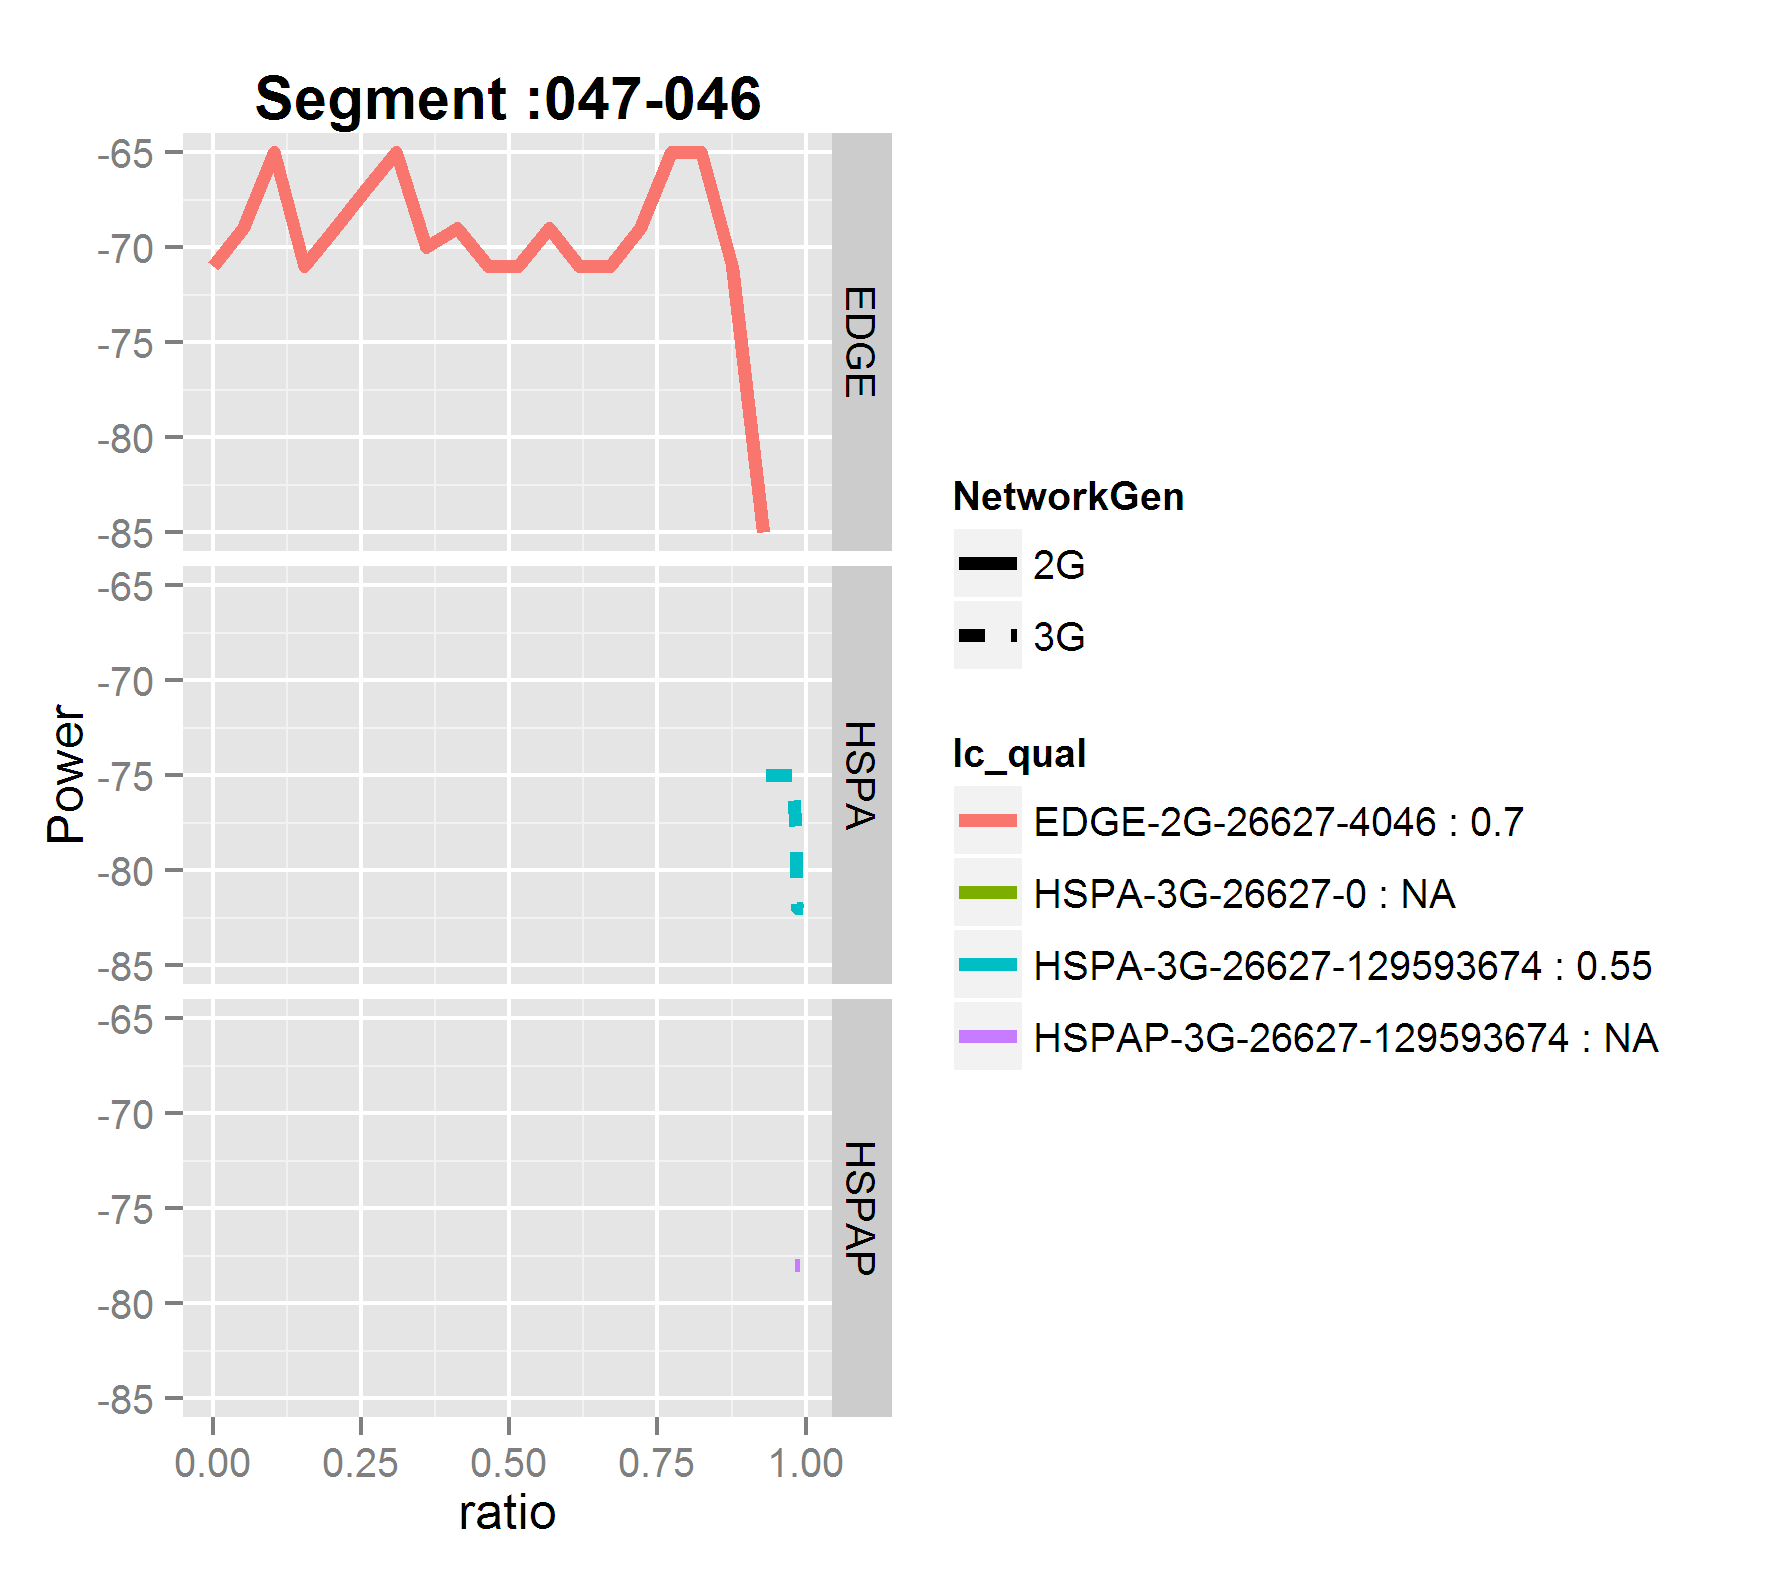 Segment :047-046
-65
-70
-75
-80
-85
EDGE
-65
-70
-75
-80
-85
HSPA
-65
-70
-75
-80
-85
HSPAP
0.00 0.25 0.50 0.75 1.00
ratio
Power
NetworkGen
2G
3G
lc_qual
EDGE-2G-26627-4046 : 0.7
HSPA-3G-26627-0 : NA
HSPA-3G-26627-129593674 : 0.55
HSPAP-3G-26627-129593674 : NA